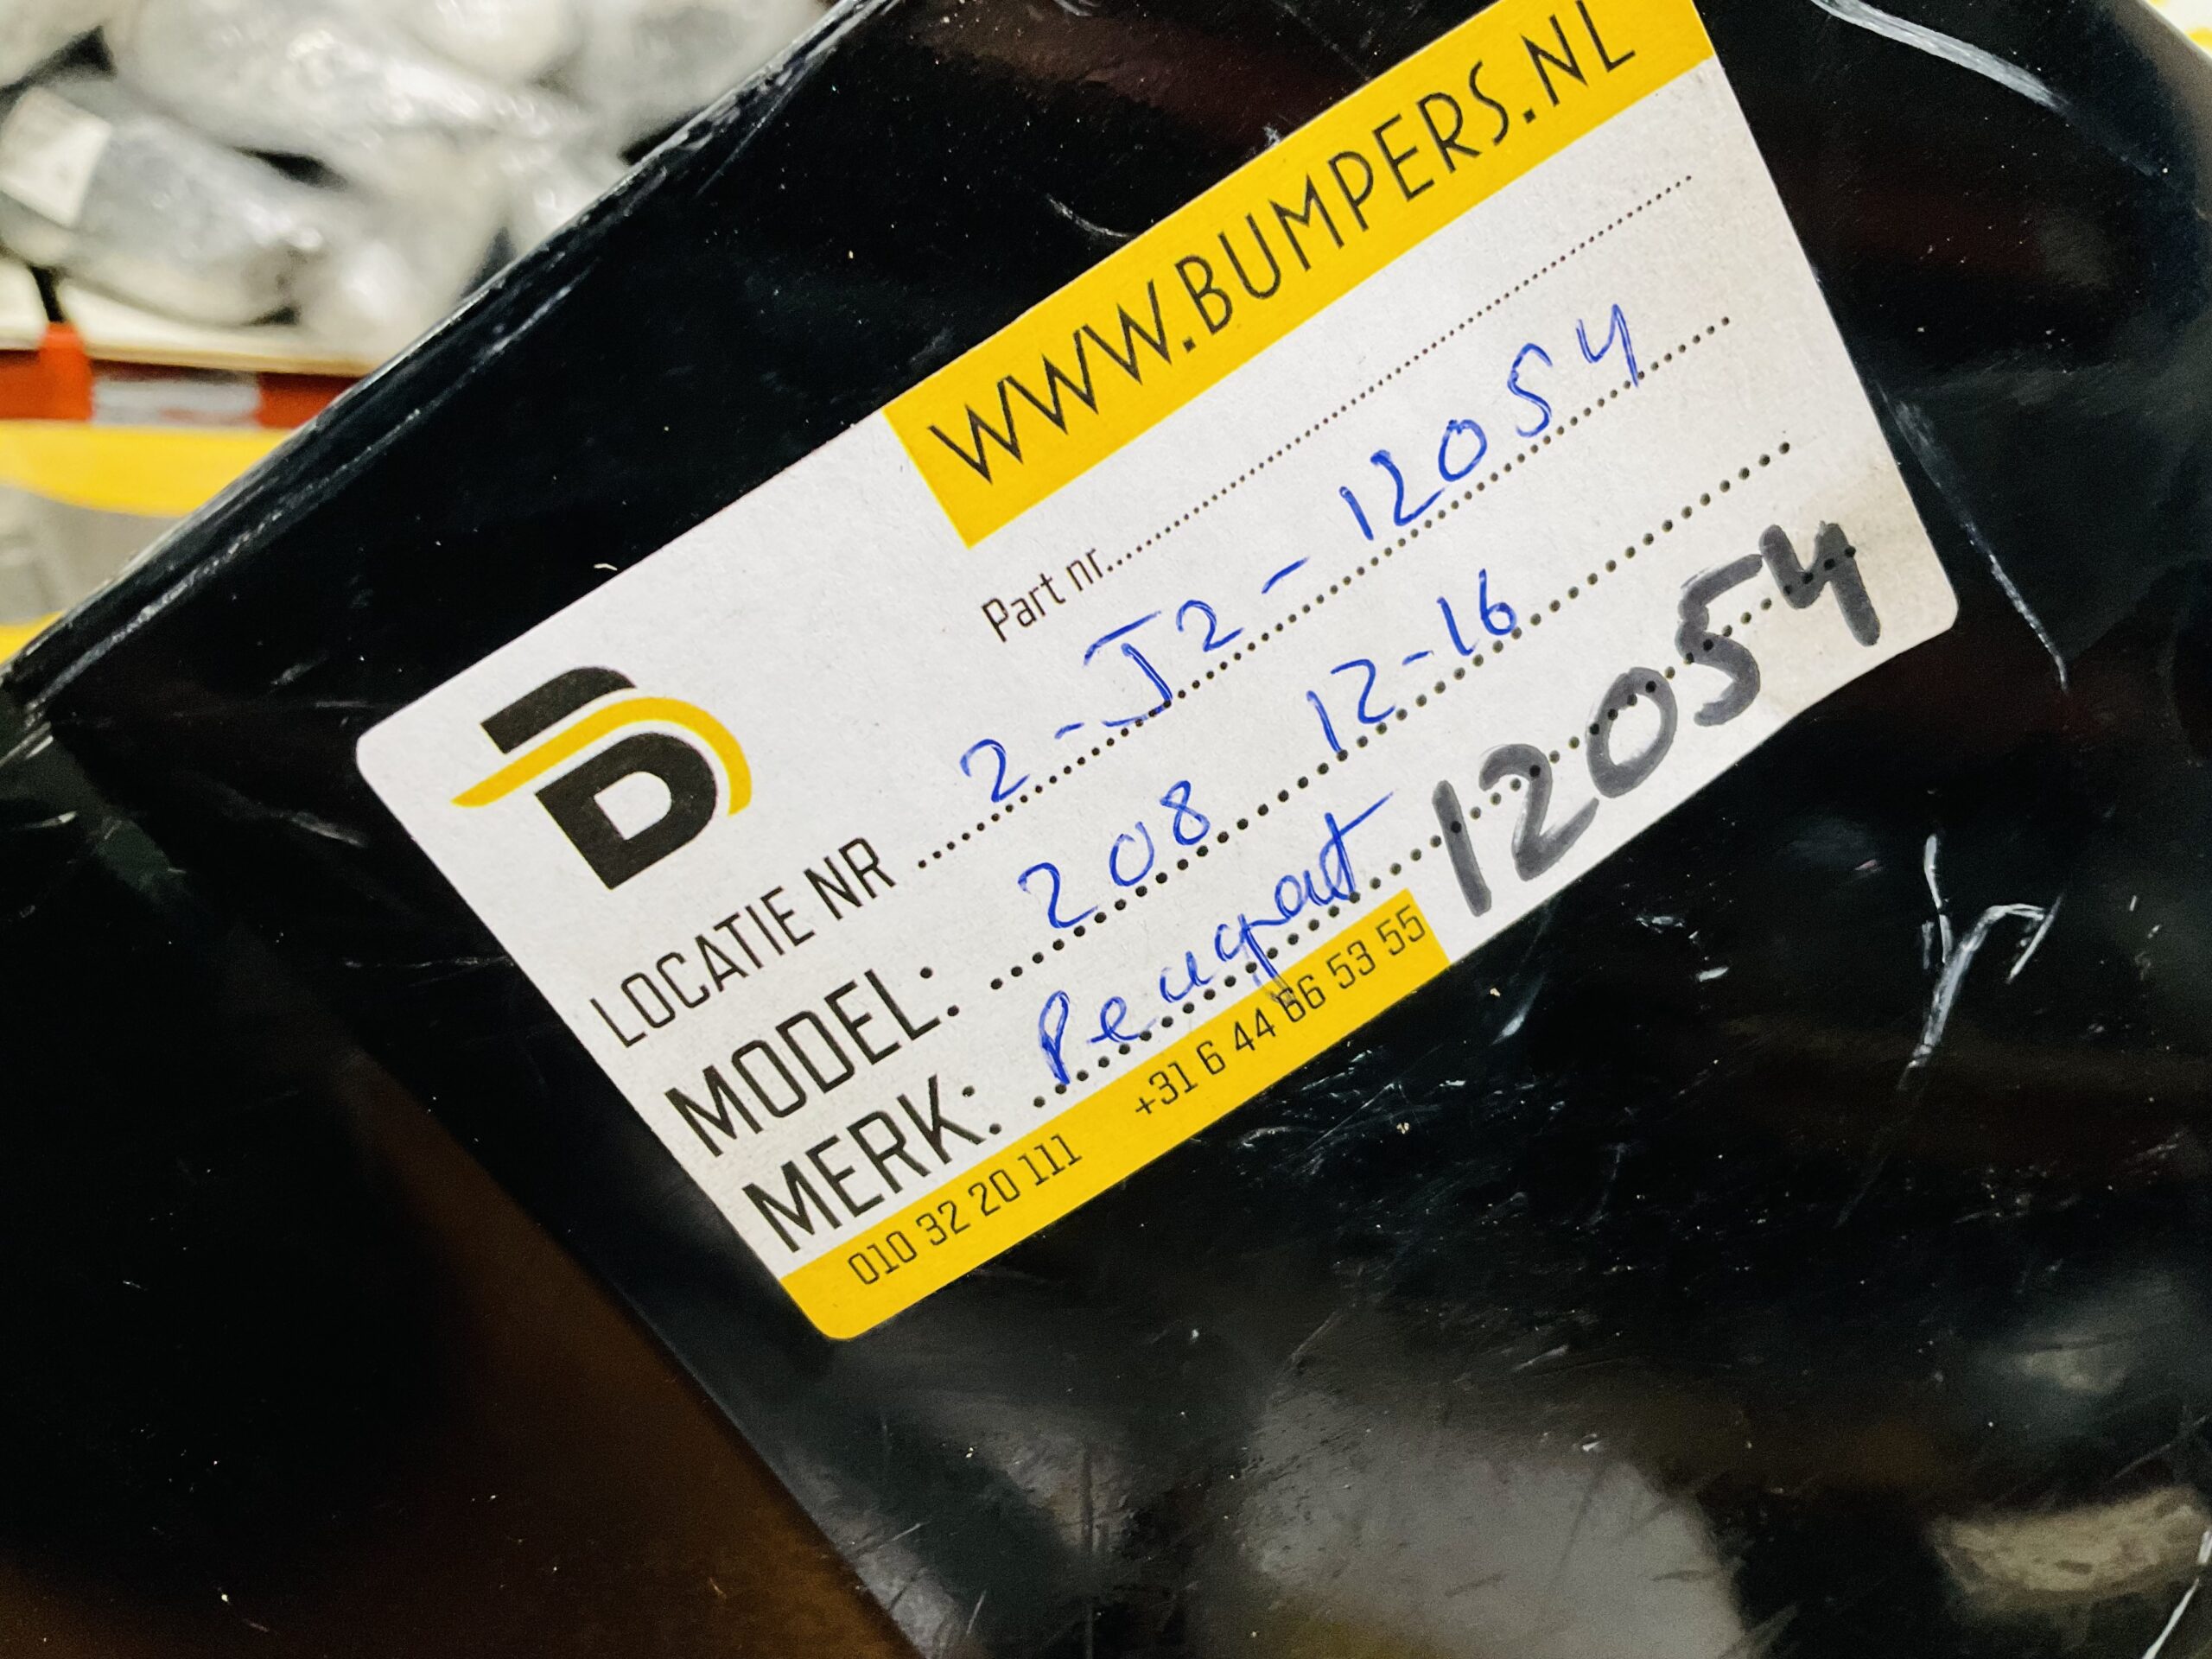 WWW.BUMPERS.NL
Part nr.
LOCATIE NR 2-J2-12054
MODEL: 208 12-16
MERK: Peugeout
12054
010 32 20 111 +31 6 44 66 53 55